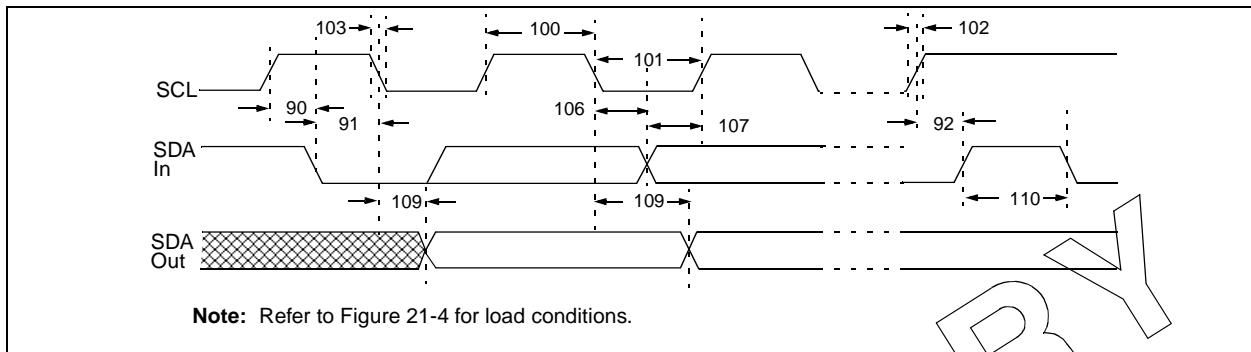 103
100
102
101
SCL
90
106
91
107
92
SDA
In
109
109
110
SDA
Out
Note: Refer to Figure 21-4 for load conditions.
R Y